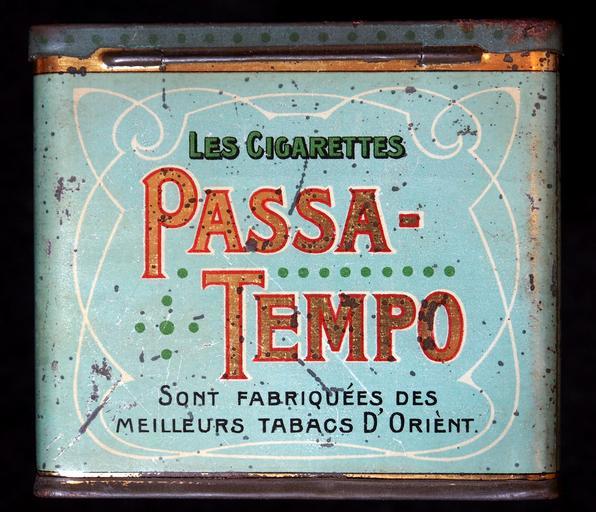 LES CIGARETTES
PASSA-
TEMPO
SONT FABRIQUÉES DES
MEILLEURS TABACS D'ORIÈNT.